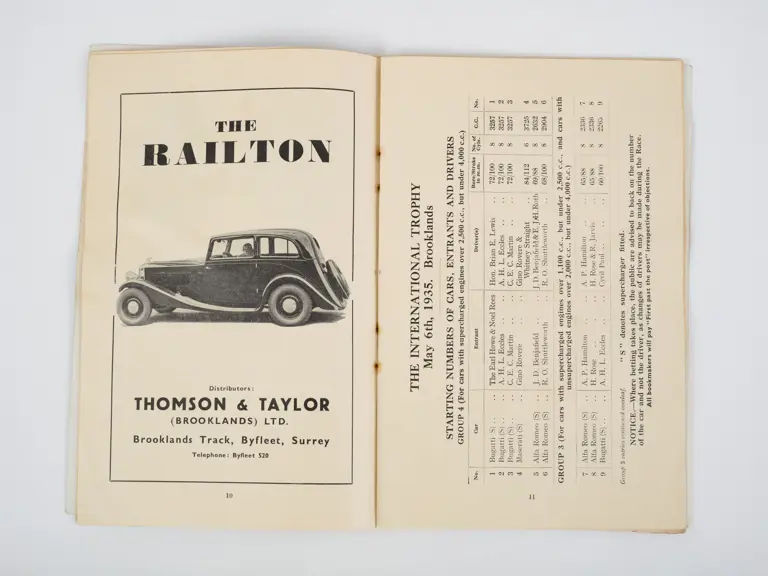 THE
RAILTON
Distributors:
THOMSON & TAYLOR
(BROOKLANDS) LTD.
Brooklands Track, Byfleet, Surrey
Telephone: Byfleet 520
10
THE INTERNATIONAL TROPHY
May 6th, 1935. Brooklands
STARTING NUMBERS OF CARS, ENTRANTS AND DRIVERS
GROUP 4 (For cars with supercharged engines over 2,500 c.c., but under 4,000 c.c.)
No. Car Entrant Driver(s) Bore/Stroke in m.m. No. of Cyls. C.C. No.
1 Bugatti (S) .. .. The Earl Howe & Noel Rees Hon. Brian E. Lewis .. 72/100 8 3257 1
2 Bugatti (S) .. .. A. H. L. Eccles .. .. A. H. L. Eccles .. .. 72/100 8 3257 2
3 Bugatti (S) .. .. C. E. C. Martin .. .. C. E. C. Martin .. .. 72/100 8 3257 3
4 Maserati (S) .. Gino Rovere .. .. Gino Rovere &
Whitney Straight .. 84/112 6 3725 4
5 Alfa Romeo (S) .. J. D. Benjafield .. .. J. D. Benjafield & E. J. H. Roth 69/88 8 2632 5
6 Alfa Romeo (S) .. R. O. Shuttleworth .. R. O. Shuttleworth .. 68/100 8 2904 6
GROUP 3 (For cars with supercharged engines over 1,100 c.c., but under 2,500 c.c., and cars with
unsupercharged engines over 2,000 c.c., but under 4,000 c.c.)
7 Alfa Romeo (S) .. A. P. Hamilton .. .. A. P. Hamilton .. .. 65/88 8 2336 7
8 Alfa Romeo (S) .. H. Rose .. .. H. Rose & R. Jarvis .. 65/88 8 2336 8
9 Bugatti (S) .. .. A. H. L. Eccles .. .. Cyril Paul .. .. 60/100 8 2265 9
Group 3 entries continued overleaf.
"S" denotes supercharger fitted.
NOTICE.—Where betting takes place, the public are advised to back on the number
of the car and not the driver, as changes of drivers may be made during the Race.
All bookmakers will pay "First past the post" irrespective of objections.
11